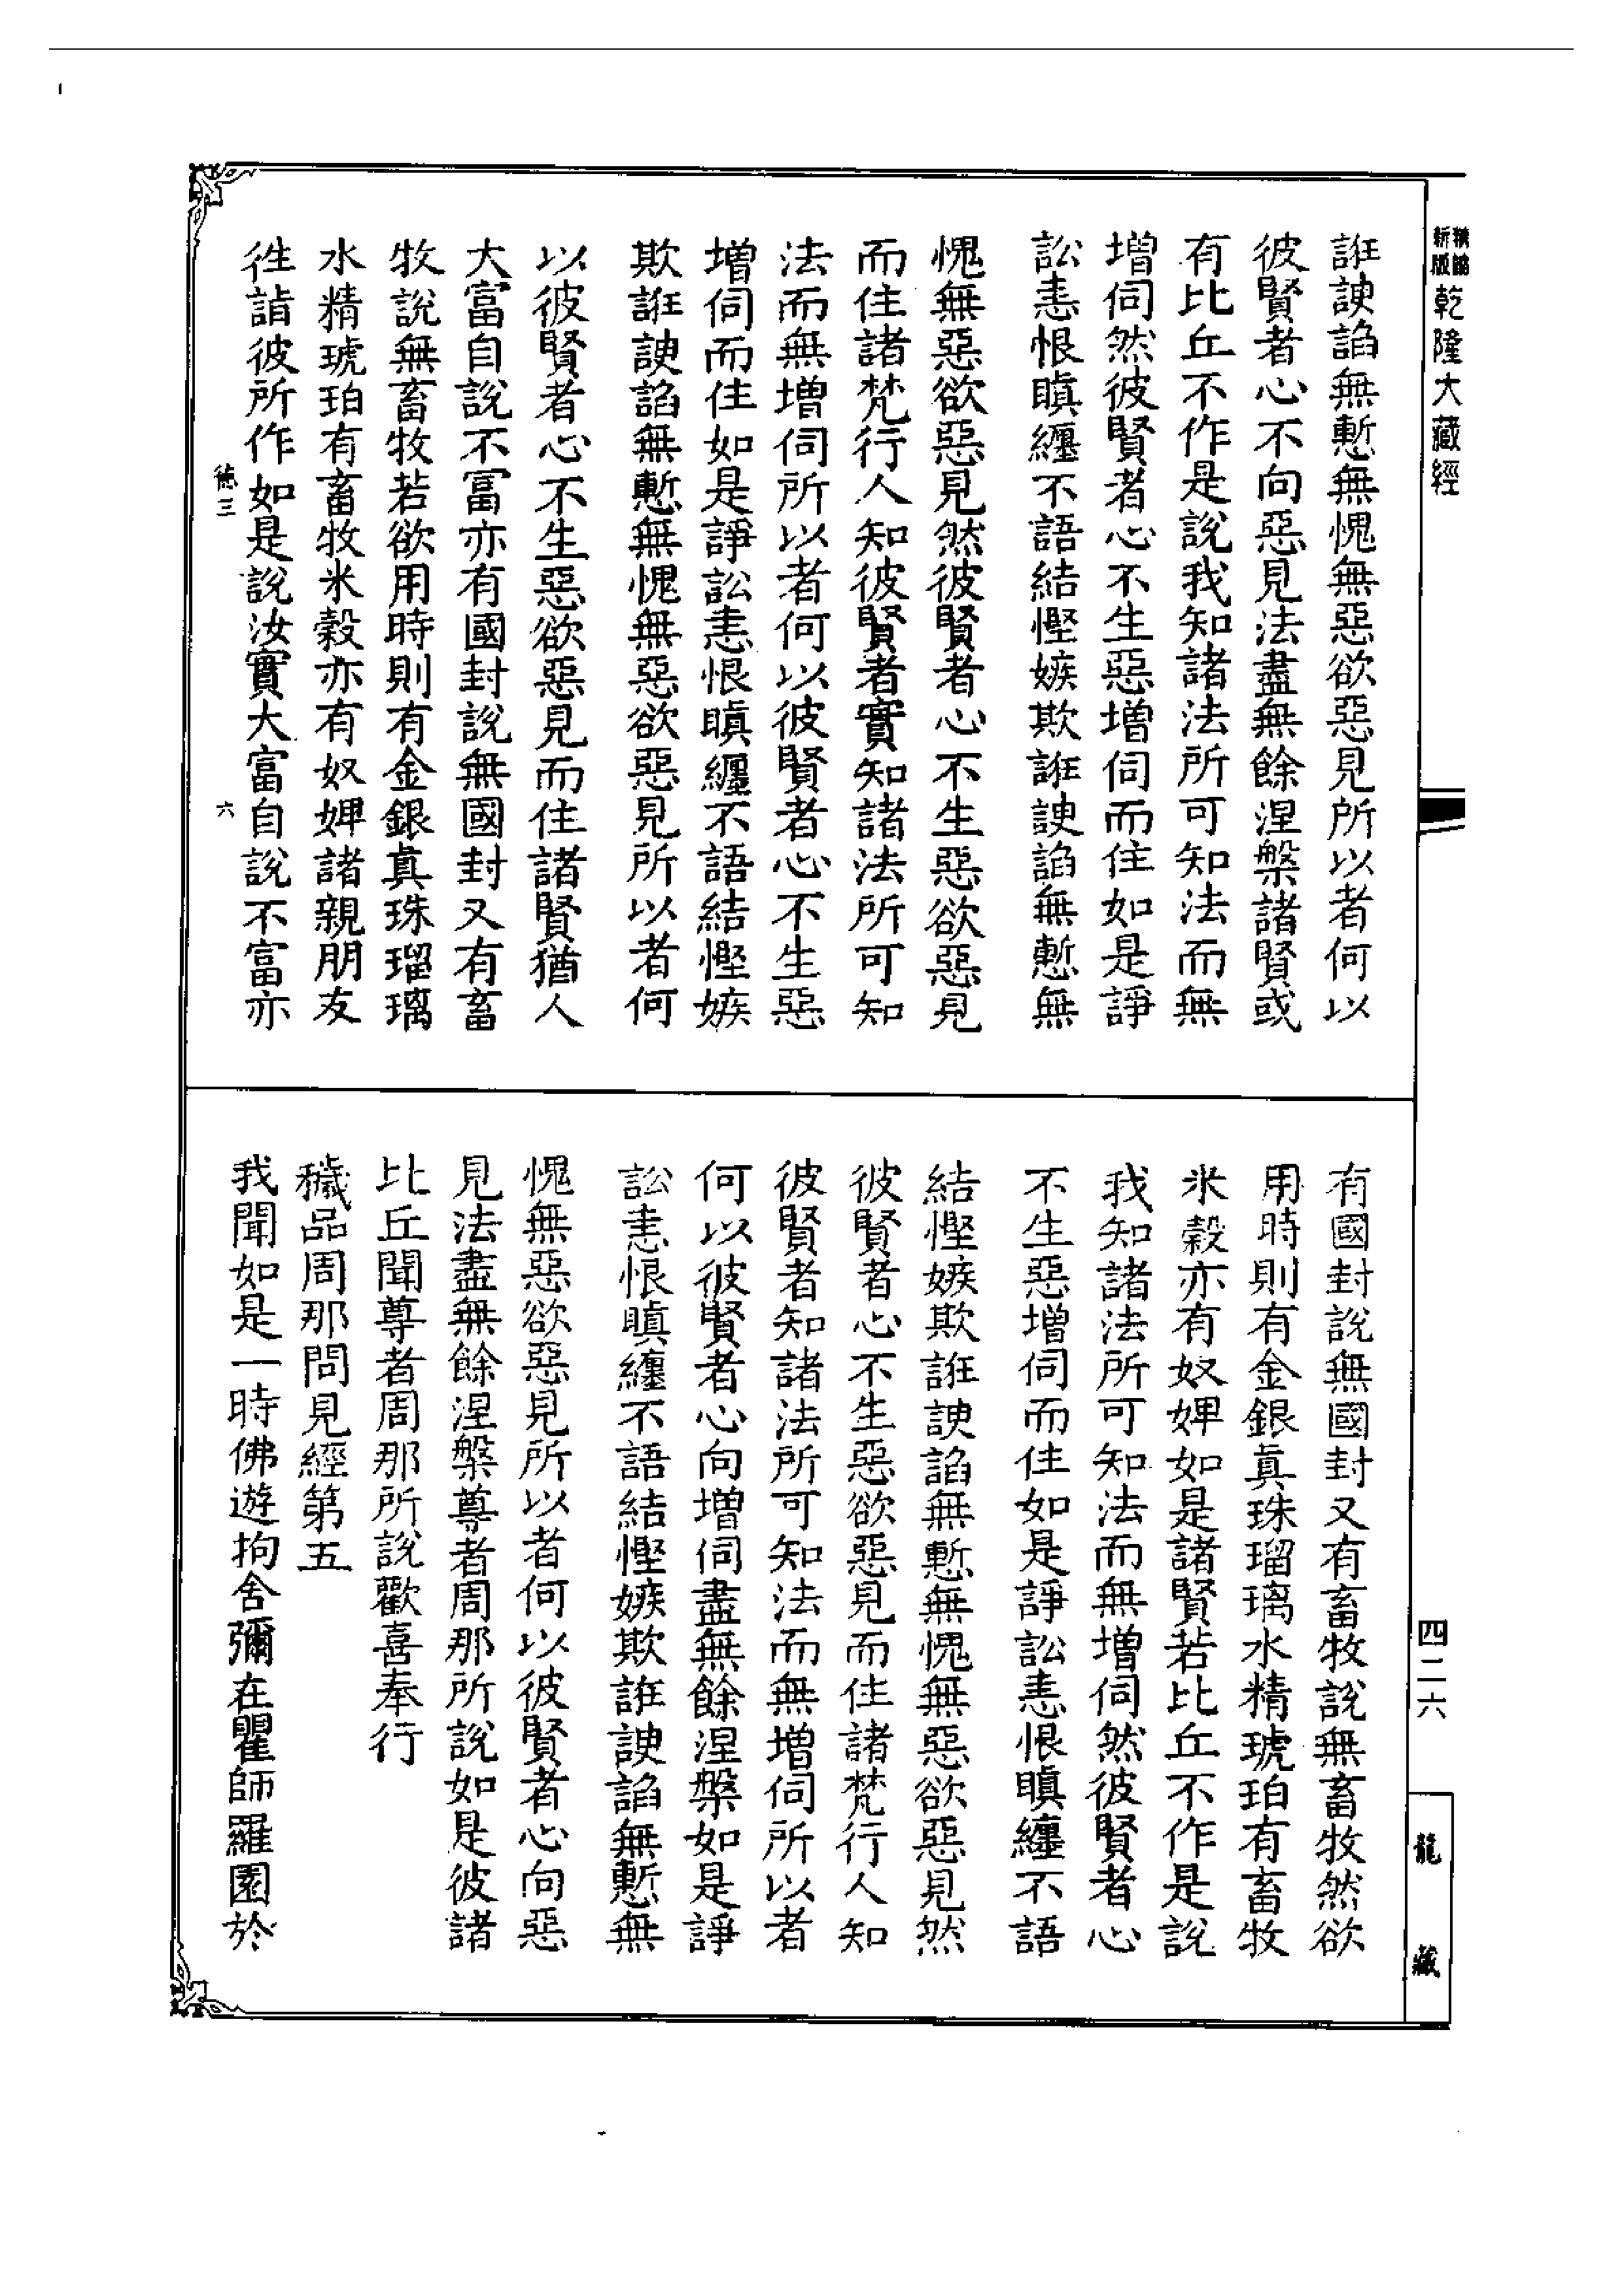 新版
精縮
乾隆大藏經
誑諛諂無慙無愧無惡欲惡見所以者何以
彼賢者心不向惡見法盡無餘涅槃諸賢或
有比丘不作是說我知諸法所可知法而無
增伺然彼賢者心不生惡增伺而住如是諍
訟恚恨瞋纏不語結慳嫉欺誑諛諂無慙無
愧無惡欲惡見然彼賢者心不生惡欲惡見
而住諸梵行人知彼賢者實知諸法所可知
法而無增伺所以者何以彼賢者心不生惡
增伺而住如是諍訟恚恨瞋纏不語結慳嫉
欺誑諛諂無慙無愧無惡欲惡見所以者何
以彼賢者心不生惡欲惡見而住諸賢猶人
大富自說不富亦有國封說無國封又有畜
牧說無畜牧若欲用時則有金銀真珠瑠璃
水精琥珀有畜牧米穀亦有奴婢諸親朋友
往詣彼所作如是說汝實大富自說不富亦
德三
六
有國封說無國封又有畜牧說無畜牧然欲
用時則有金銀真珠瑠璃水精琥珀有畜牧
米穀亦有奴婢如是諸賢若比丘不作是說
我知諸法所可知法而無增伺然彼賢者心
不生惡增伺而住如是諍訟恚恨瞋纏不語
結慳嫉欺誑諛諂無慙無愧無惡欲惡見然
彼賢者心不生惡欲惡見而住諸梵行人知
彼賢者知諸法所可知法而無增伺所以者
何以彼賢者心向增伺盡無餘涅槃如是諍
訟恚恨瞋纏不語結慳嫉欺誑諛諂無慙無
愧無惡欲惡見所以者何以彼賢者心向惡
見法盡無餘涅槃尊者周那所說如是彼諸
比丘聞尊者周那所說歡喜奉行
穢品周那問見經第五
我聞如是一時佛遊拘舍彌在瞿師羅園於
四二六
龍藏